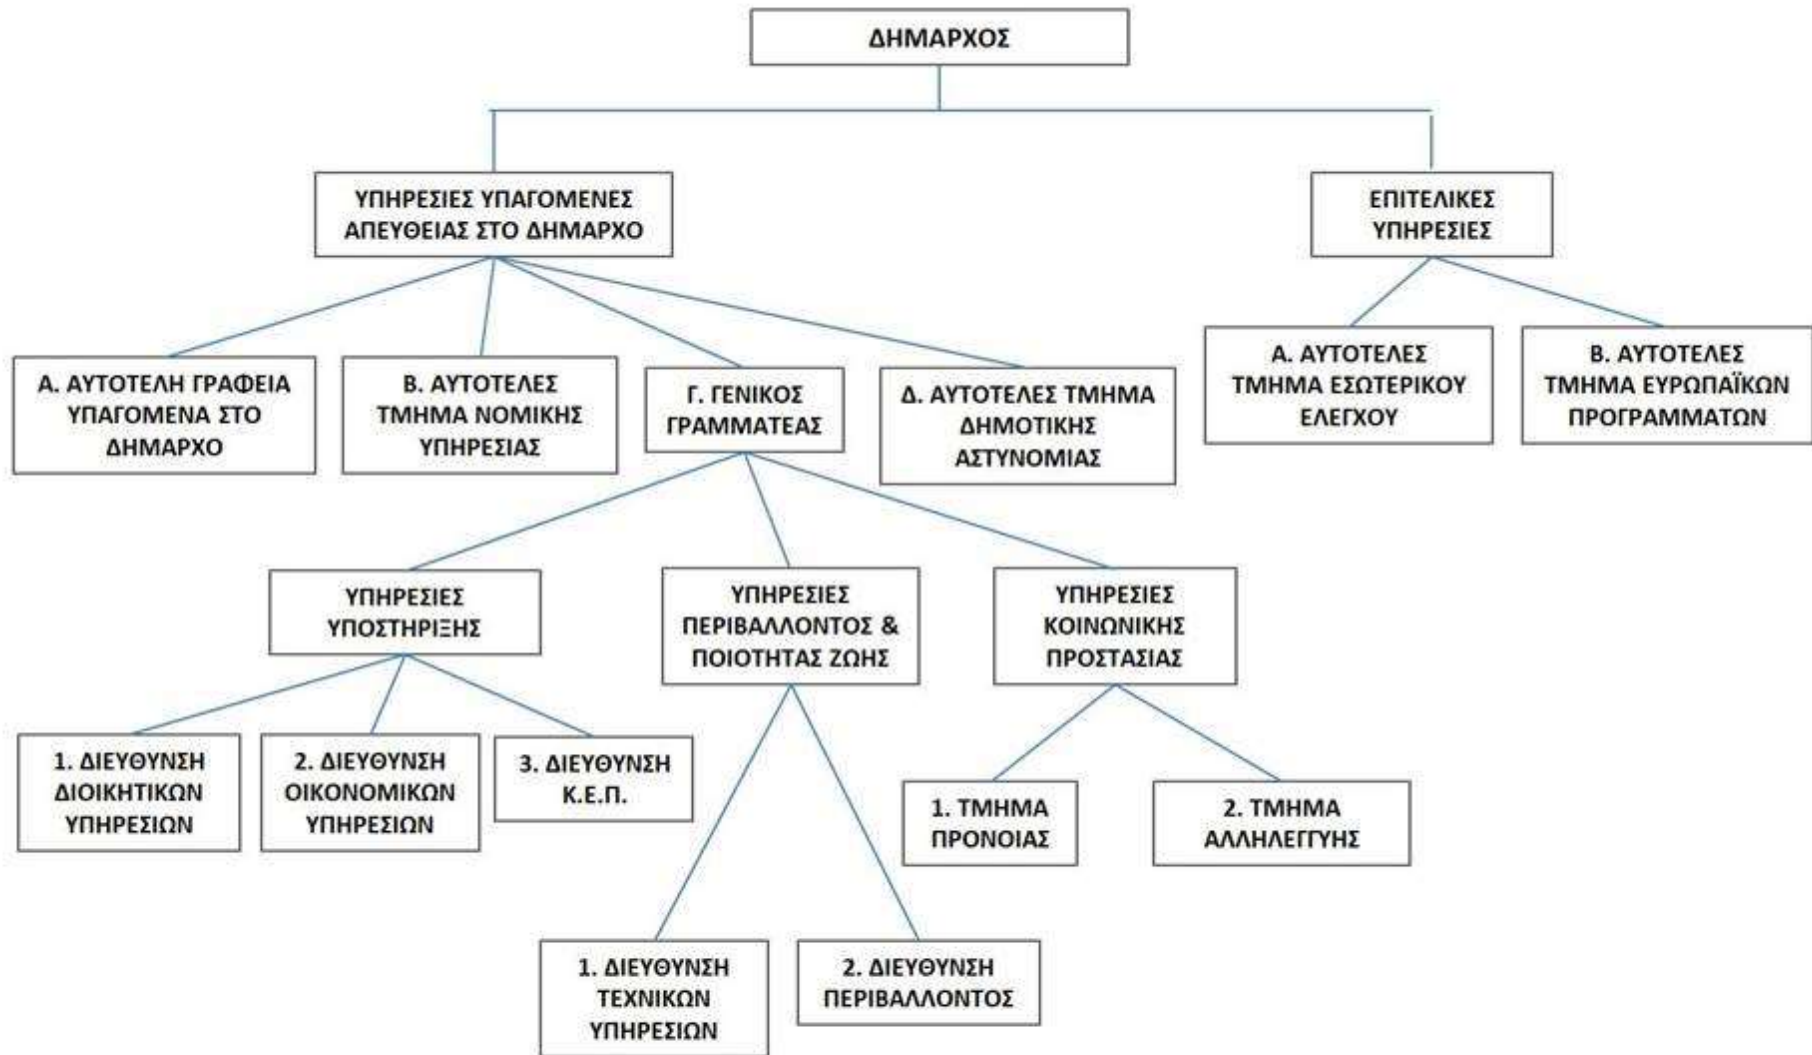 ΔΗΜΑΡΧΟΣ
ΥΠΗΡΕΣΙΕΣ ΥΠΑΓΟΜΕΝΕΣ
ΑΠΕΥΘΕΙΑΣ ΣΤΟ ΔΗΜΑΡΧΟ
ΕΠΙΤΕΛΙΚΕΣ
ΥΠΗΡΕΣΙΕΣ
Α. ΑΥΤΟΤΕΛΗ ΓΡΑΦΕΙΑ
ΥΠΑΓΟΜΕΝΑ ΣΤΟ
ΔΗΜΑΡΧΟ
Β. ΑΥΤΟΤΕΛΕΣ
ΤΜΗΜΑ ΝΟΜΙΚΗΣ
ΥΠΗΡΕΣΙΑΣ
Γ. ΓΕΝΙΚΟΣ
ΓΡΑΜΜΑΤΕΑΣ
Δ. ΑΥΤΟΤΕΛΕΣ ΤΜΗΜΑ
ΔΗΜΟΤΙΚΗΣ
ΑΣΤΥΝΟΜΙΑΣ
Α. ΑΥΤΟΤΕΛΕΣ
ΤΜΗΜΑ ΕΣΩΤΕΡΙΚΟΥ
ΕΛΕΓΧΟΥ
Β. ΑΥΤΟΤΕΛΕΣ
ΤΜΗΜΑ ΕΥΡΩΠΑΪΚΩΝ
ΠΡΟΓΡΑΜΜΑΤΩΝ
ΥΠΗΡΕΣΙΕΣ
ΥΠΟΣΤΗΡΙΞΗΣ
ΥΠΗΡΕΣΙΕΣ
ΠΕΡΙΒΑΛΛΟΝΤΟΣ &
ΠΟΙΟΤΗΤΑΣ ΖΩΗΣ
ΥΠΗΡΕΣΙΕΣ
ΚΟΙΝΩΝΙΚΗΣ
ΠΡΟΣΤΑΣΙΑΣ
1. ΔΙΕΥΘΥΝΣΗ
ΔΙΟΙΚΗΤΙΚΩΝ
ΥΠΗΡΕΣΙΩΝ
2. ΔΙΕΥΘΥΝΣΗ
ΟΙΚΟΝΟΜΙΚΩΝ
ΥΠΗΡΕΣΙΩΝ
3. ΔΙΕΥΘΥΝΣΗ
Κ.Ε.Π.
1. ΤΜΗΜΑ
ΠΡΟΝΟΙΑΣ
2. ΤΜΗΜΑ
ΑΛΛΗΛΕΓΓΥΗΣ
1. ΔΙΕΥΘΥΝΣΗ
ΤΕΧΝΙΚΩΝ
ΥΠΗΡΕΣΙΩΝ
2. ΔΙΕΥΘΥΝΣΗ
ΠΕΡΙΒΑΛΛΟΝΤΟΣ